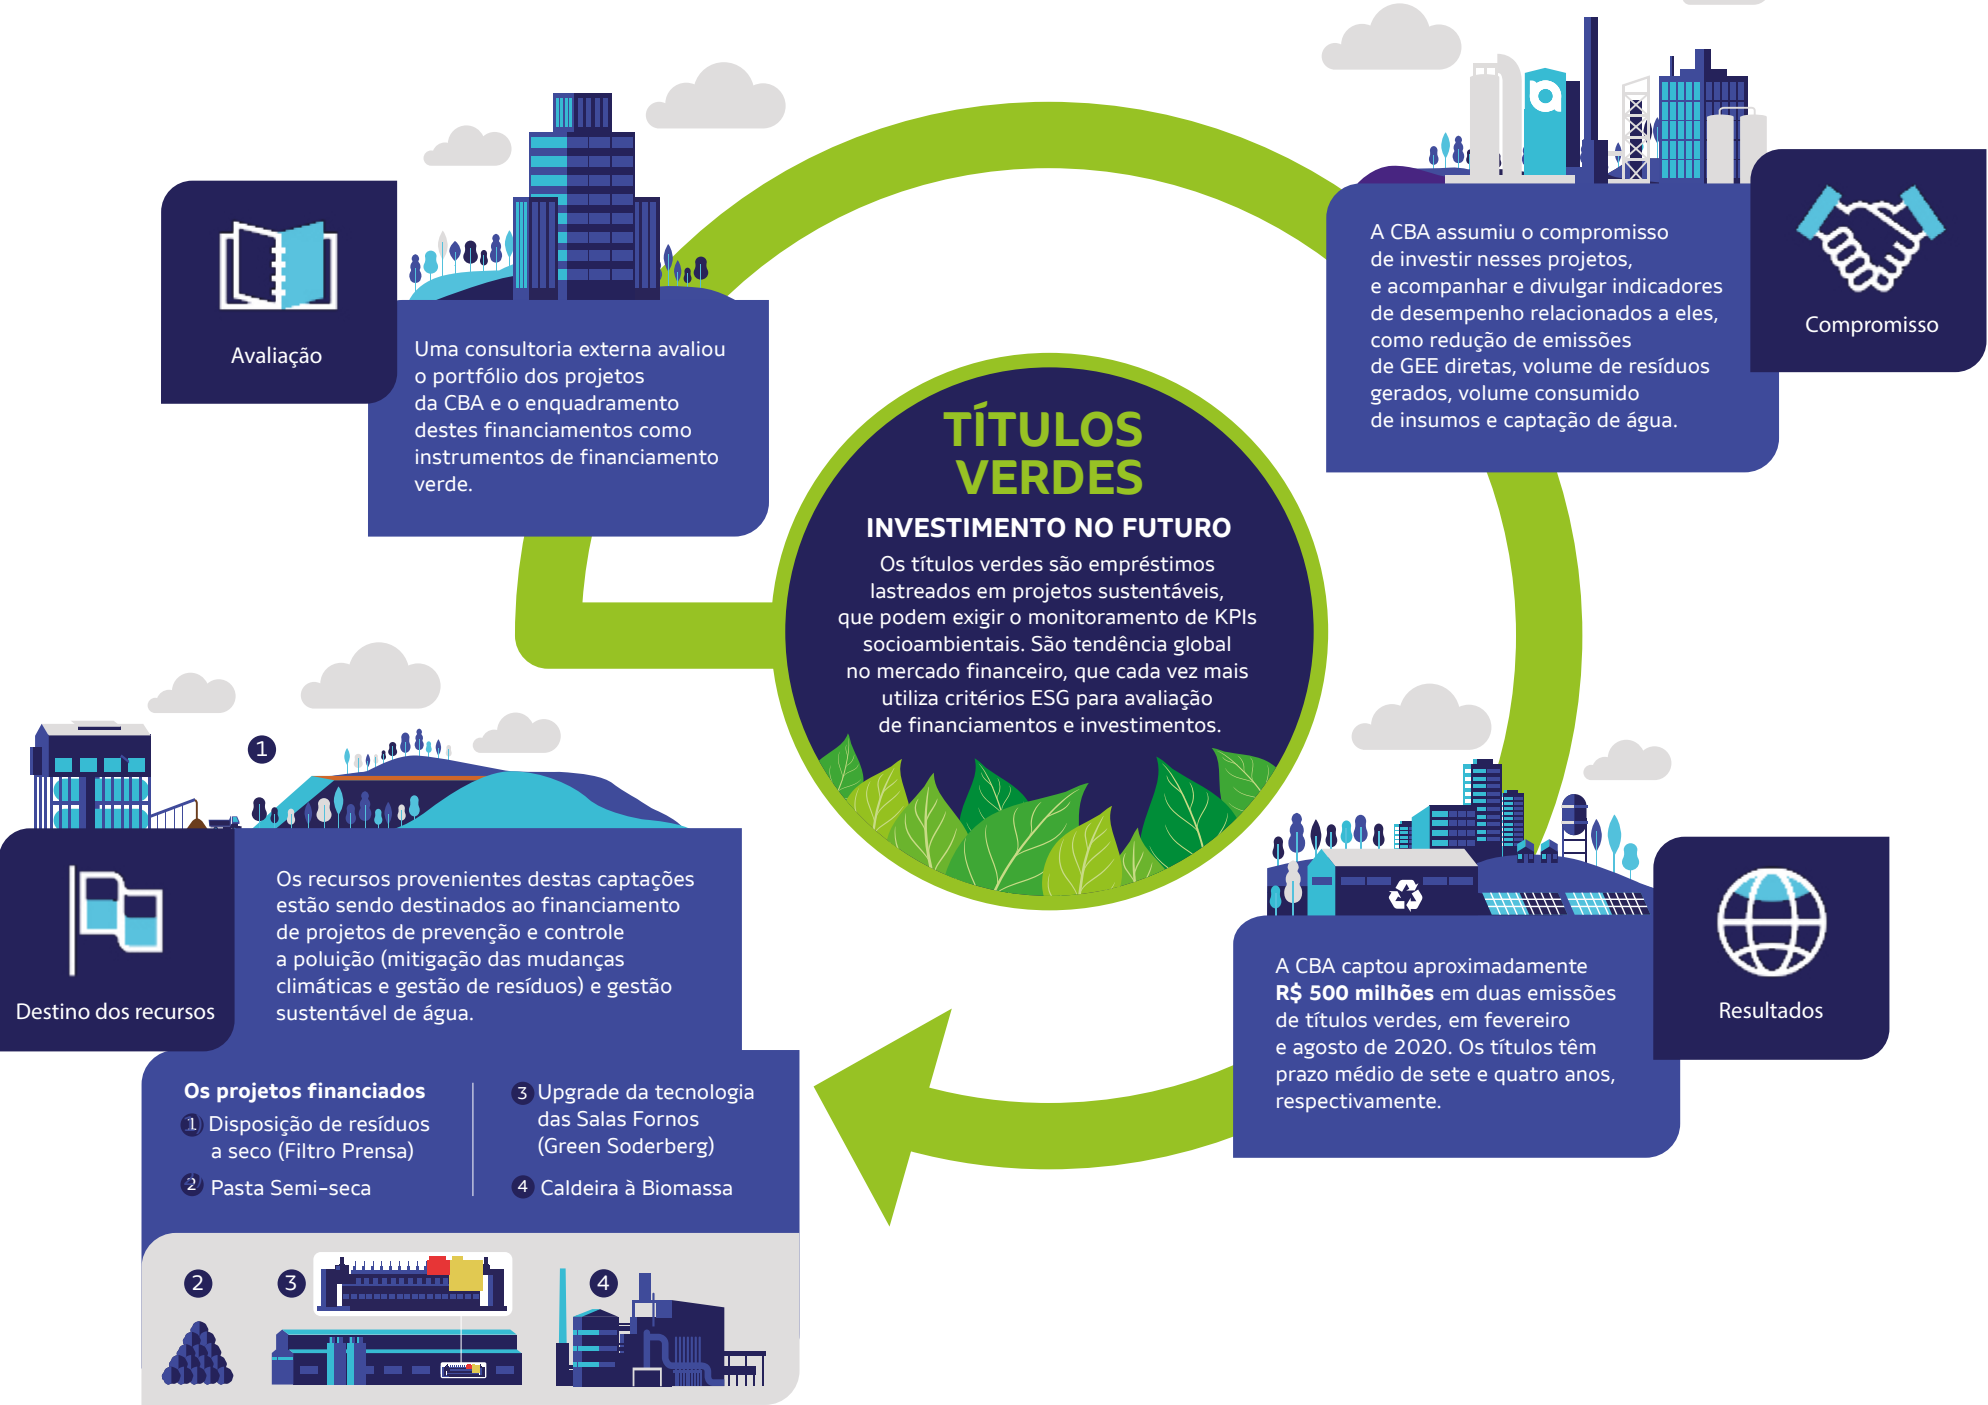 TÍTULOS
VERDES
INVESTIMENTO NO FUTURO
Os títulos verdes são empréstimos
lastreados em projetos sustentáveis,
que podem exigir o monitoramento de KPIs
socioambientais. São tendência global
no mercado financeiro, que cada vez mais
utiliza critérios ESG para avaliação
de financiamentos e investimentos.
Avaliação
Uma consultoria externa avaliou
o portfólio dos projetos
da CBA e o enquadramento
destes financiamentos como
instrumentos de financiamento
verde.
Compromisso
A CBA assumiu o compromisso
de investir nesses projetos,
e acompanhar e divulgar indicadores
de desempenho relacionados a eles,
como redução de emissões
de GEE diretas, volume de resíduos
gerados, volume consumido
de insumos e captação de água.
Resultados
A CBA captou aproximadamente
R$ 500 milhões em duas emissões
de títulos verdes, em fevereiro
e agosto de 2020. Os títulos têm
prazo médio de sete e quatro anos,
respectivamente.
Destino dos recursos
1
Os recursos provenientes destas captações
estão sendo destinados ao financiamento
de projetos de prevenção e controle
a poluição (mitigação das mudanças
climáticas e gestão de resíduos) e gestão
sustentável de água.
Os projetos financiados
1 Disposição de resíduos
a seco (Filtro Prensa)
2 Pasta Semi-seca
3 Upgrade da tecnologia
das Salas Fornos
(Green Soderberg)
4 Caldeira à Biomassa
2
3
4